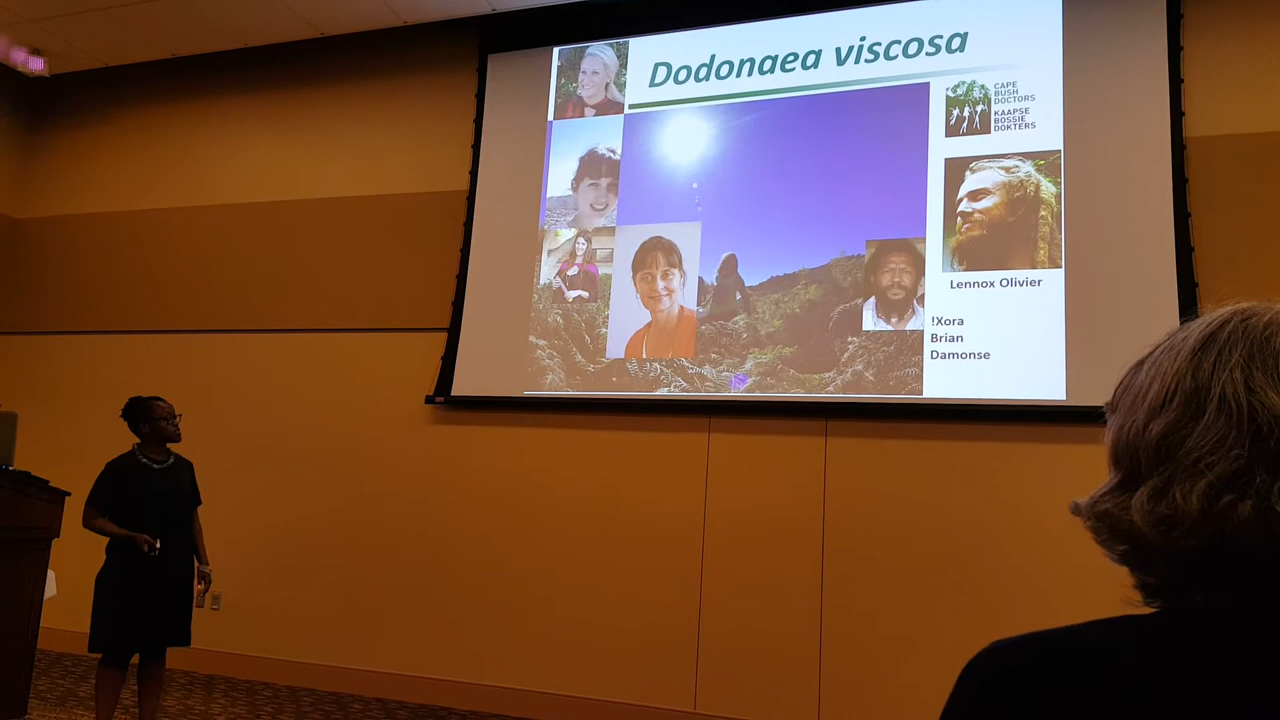 Dodonaea viscosa
CAPE
BUSH
DOCTORS
KAAPSE
BOSSIE
DOKTERS
Lennox Olivier
!Xora
Brian
Damonse